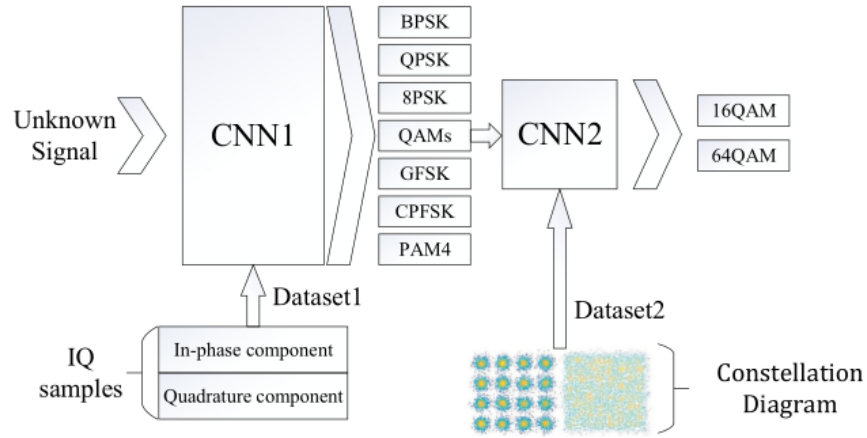 Unknown
Signal
CNN1
BPSK
QPSK
8PSK
QAMs
GFSK
CPFSK
PAM4
CNN2
16QAM
64QAM
Dataset1
Dataset2
IQ
samples
In-phase component
Quadrature component
Constellation
Diagram